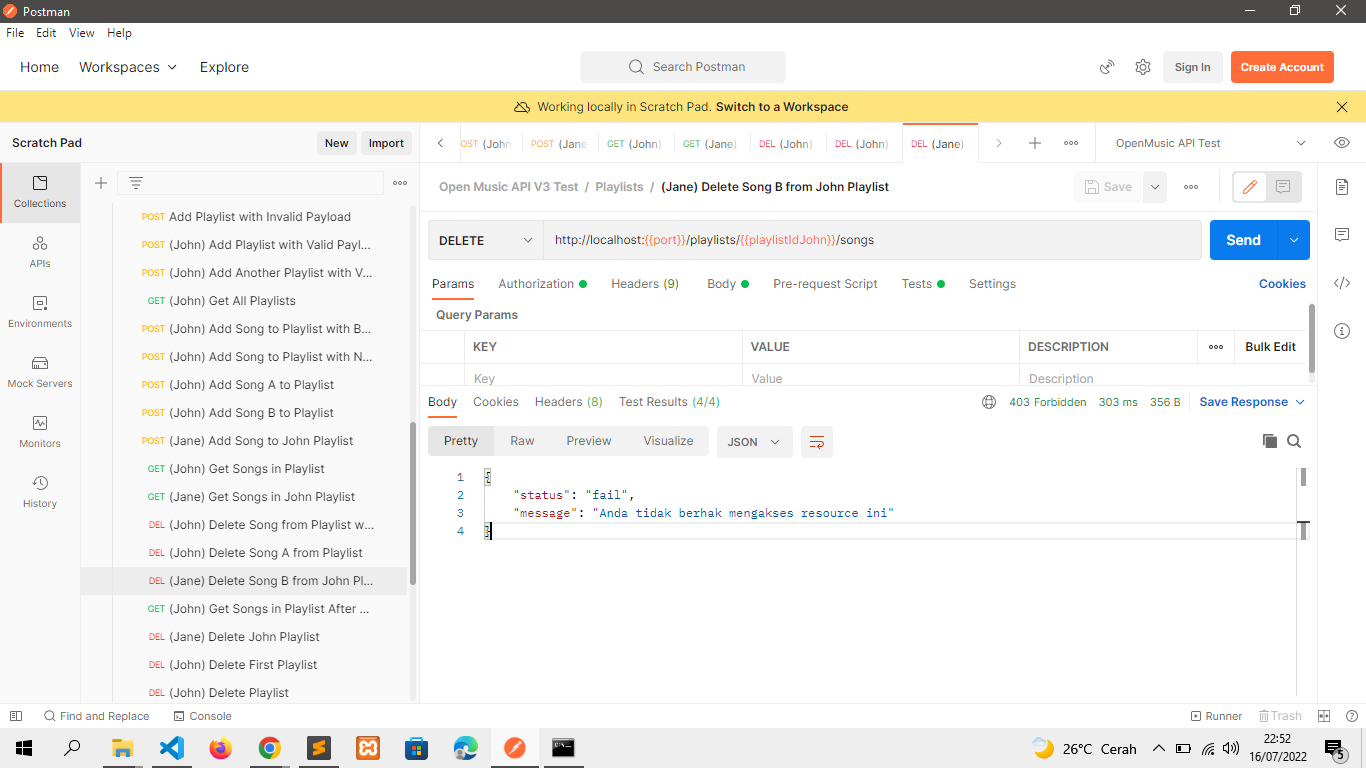 Postman
File Edit View Help
Home Workspaces Explore
Search Postman
Sign In
Create Account
Working locally in Scratch Pad. Switch to a Workspace
Scratch Pad
New
Import
OST (John
POST (Jane
GET (John)
GET (Jane)
DEL (John)
DEL (John)
DEL (Jane)
OpenMusic API Test
Collections
APIs
Environments
Mock Servers
Monitors
History
POST Add Playlist with Invalid Payload
POST (John) Add Playlist with Valid Payl...
POST (John) Add Another Playlist with V...
GET (John) Get All Playlists
POST (John) Add Song to Playlist with B...
POST (John) Add Song to Playlist with N...
POST (John) Add Song A to Playlist
POST (John) Add Song B to Playlist
POST (Jane) Add Song to John Playlist
GET (John) Get Songs in Playlist
GET (Jane) Get Songs in John Playlist
DEL (John) Delete Song from Playlist w...
DEL (John) Delete Song A from Playlist
DEL (Jane) Delete Song B from John Pl...
GET (John) Get Songs in Playlist After ...
DEL (Jane) Delete John Playlist
DEL (John) Delete First Playlist
DEL (John) Delete Playlist
Open Music API V3 Test / Playlists / (Jane) Delete Song B from John Playlist
Save
DELETE
http://localhost:{{port}}/playlists/{{playlistIdJohn}}/songs
Send
Params Authorization Headers (9) Body Pre-request Script Tests Settings
Cookies
Query Params
KEY VALUE DESCRIPTION
Bulk Edit
Key Value Description
Body Cookies Headers (8) Test Results (4/4)
403 Forbidden 303 ms 356 B
Save Response
Pretty Raw Preview Visualize
JSON
1 {
2 "status": "fail",
3 "message": "Anda tidak berhak mengakses resource ini"
4 }
Find and Replace
Console
Runner
Trash
26°C Cerah
22:52
16/07/2022
5